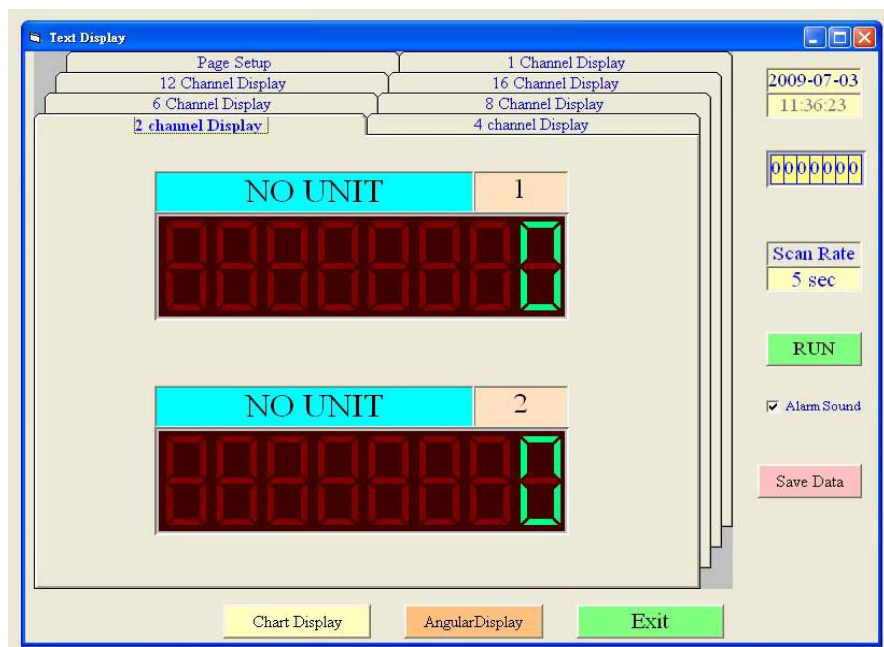 Text Display
Page Setup
1 Channel Display
12 Channel Display
16 Channel Display
6 Channel Display
8 Channel Display
2 channel Display
4 channel Display
2009-07-03
11:36:23
0000000
NO UNIT
1
0
Scan Rate
5 sec
RUN
NO UNIT
2
0
Alarm Sound
Save Data
Chart Display
AngularDisplay
Exit